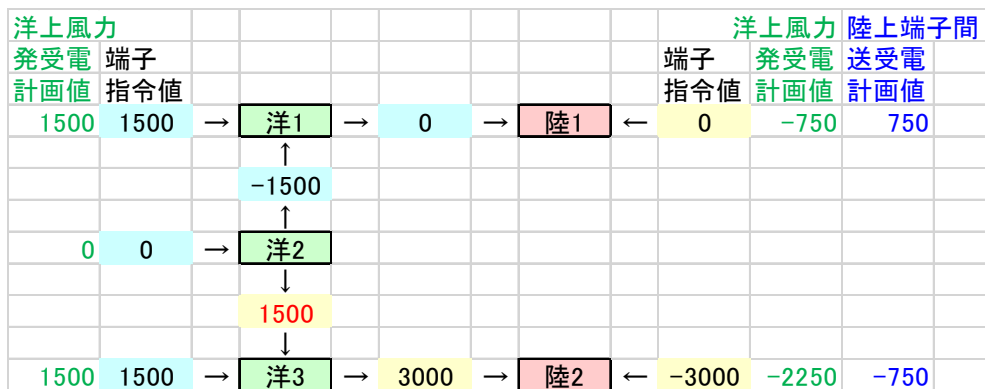 洋上風力 洋上風力 陸上端子間
発受電 端子 端子 発受電 送受電
計画値 指令値 指令値 計画値 計画値
1500 1500 → 洋1 → 0 → 陸1 ← 0 -750 750
↑
-1500
↑
0 0 → 洋2
↓
1500
↓
1500 1500 → 洋3 → 3000 → 陸2 ← -3000 -2250 -750